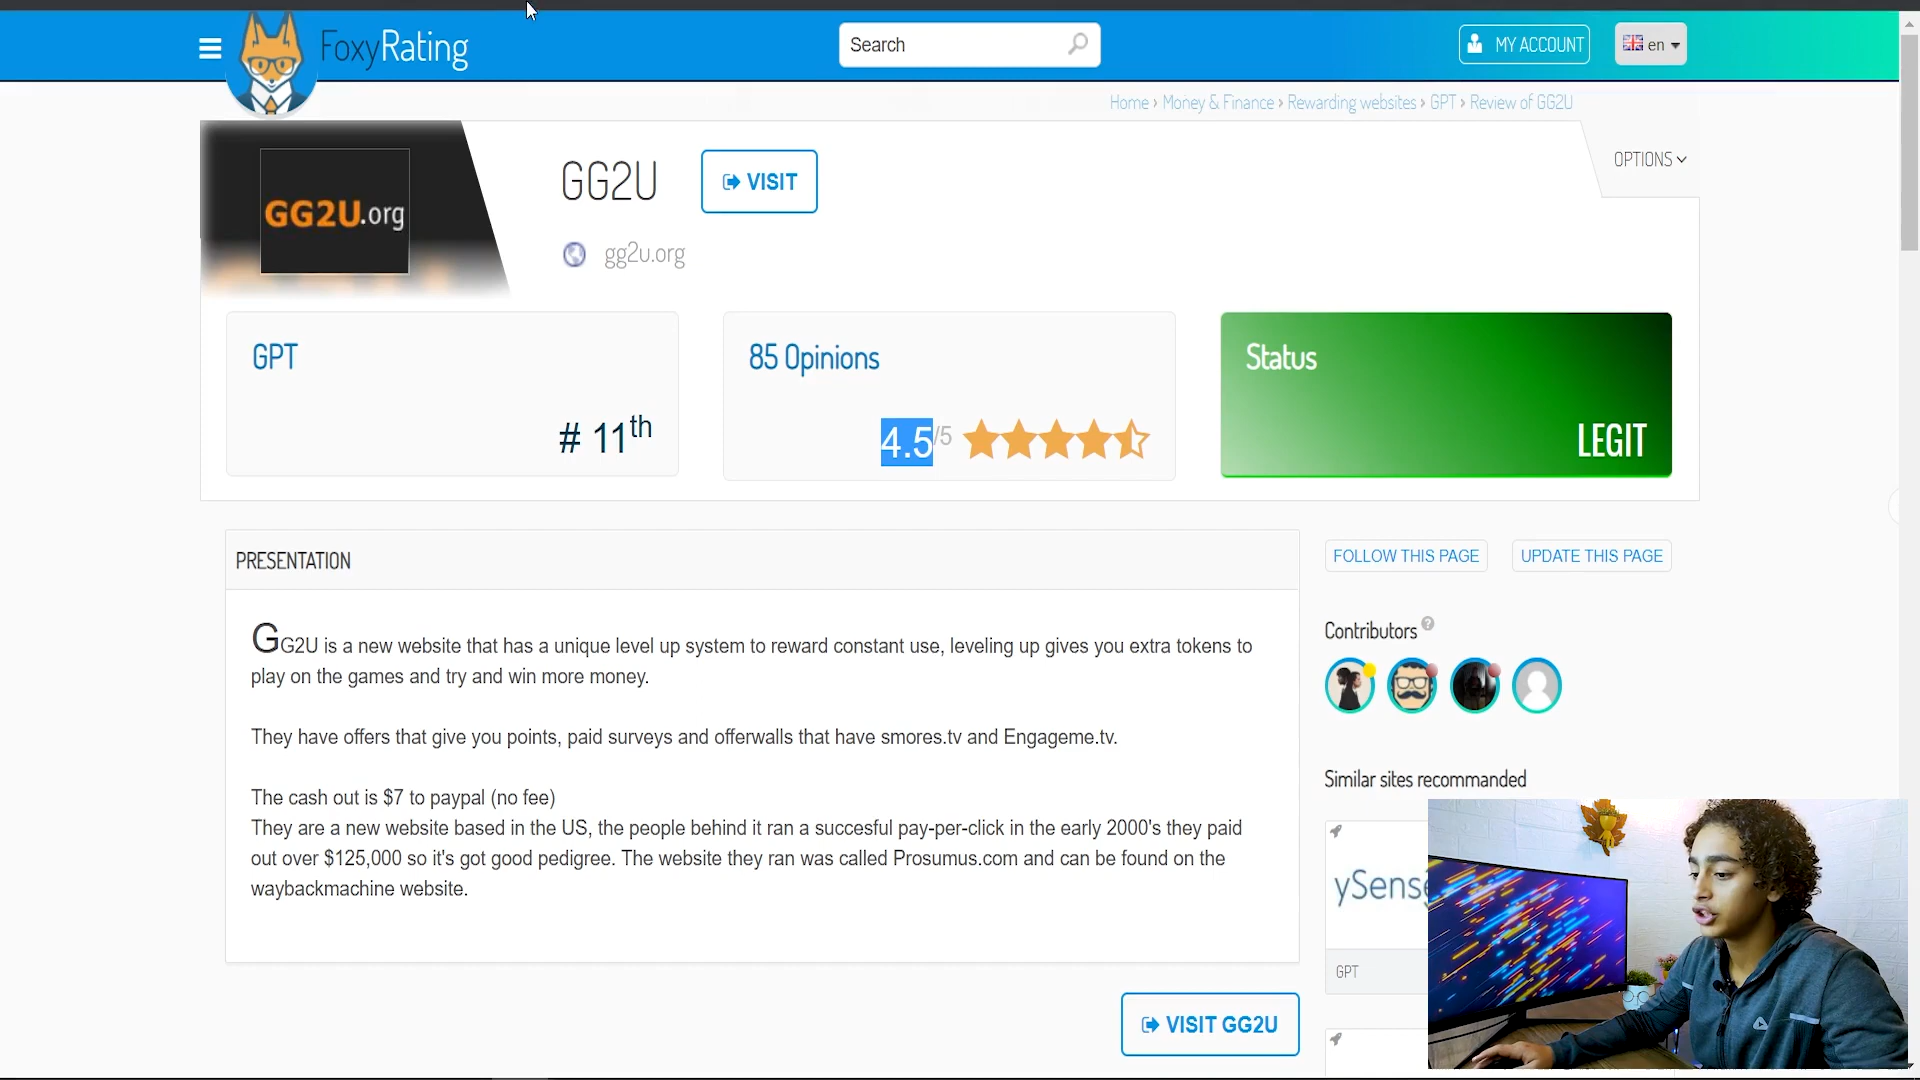 FoxyRating
Search
MY ACCOUNT
en
Home › Money & Finance › Rewarding websites › GPT › Review of GG2U
GG2U.org
GG2U
VISIT
OPTIONS
gg2u.org
GPT
# 11th
85 Opinions
4.5/5
Status
LEGIT
PRESENTATION
GG2U is a new website that has a unique level up system to reward constant use, leveling up gives you extra tokens to
play on the games and try and win more money.
They have offers that give you points, paid surveys and offerwalls that have smores.tv and Engageme.tv.
The cash out is $7 to paypal (no fee)
They are a new website based in the US, the people behind it ran a succesful pay-per-click in the early 2000's they paid
out over $125,000 so it's got good pedigree. The website they ran was called Prosumus.com and can be found on the
waybackmachine website.
VISIT GG2U
FOLLOW THIS PAGE
UPDATE THIS PAGE
Contributors ?
Similar sites recommanded
ySense
GPT